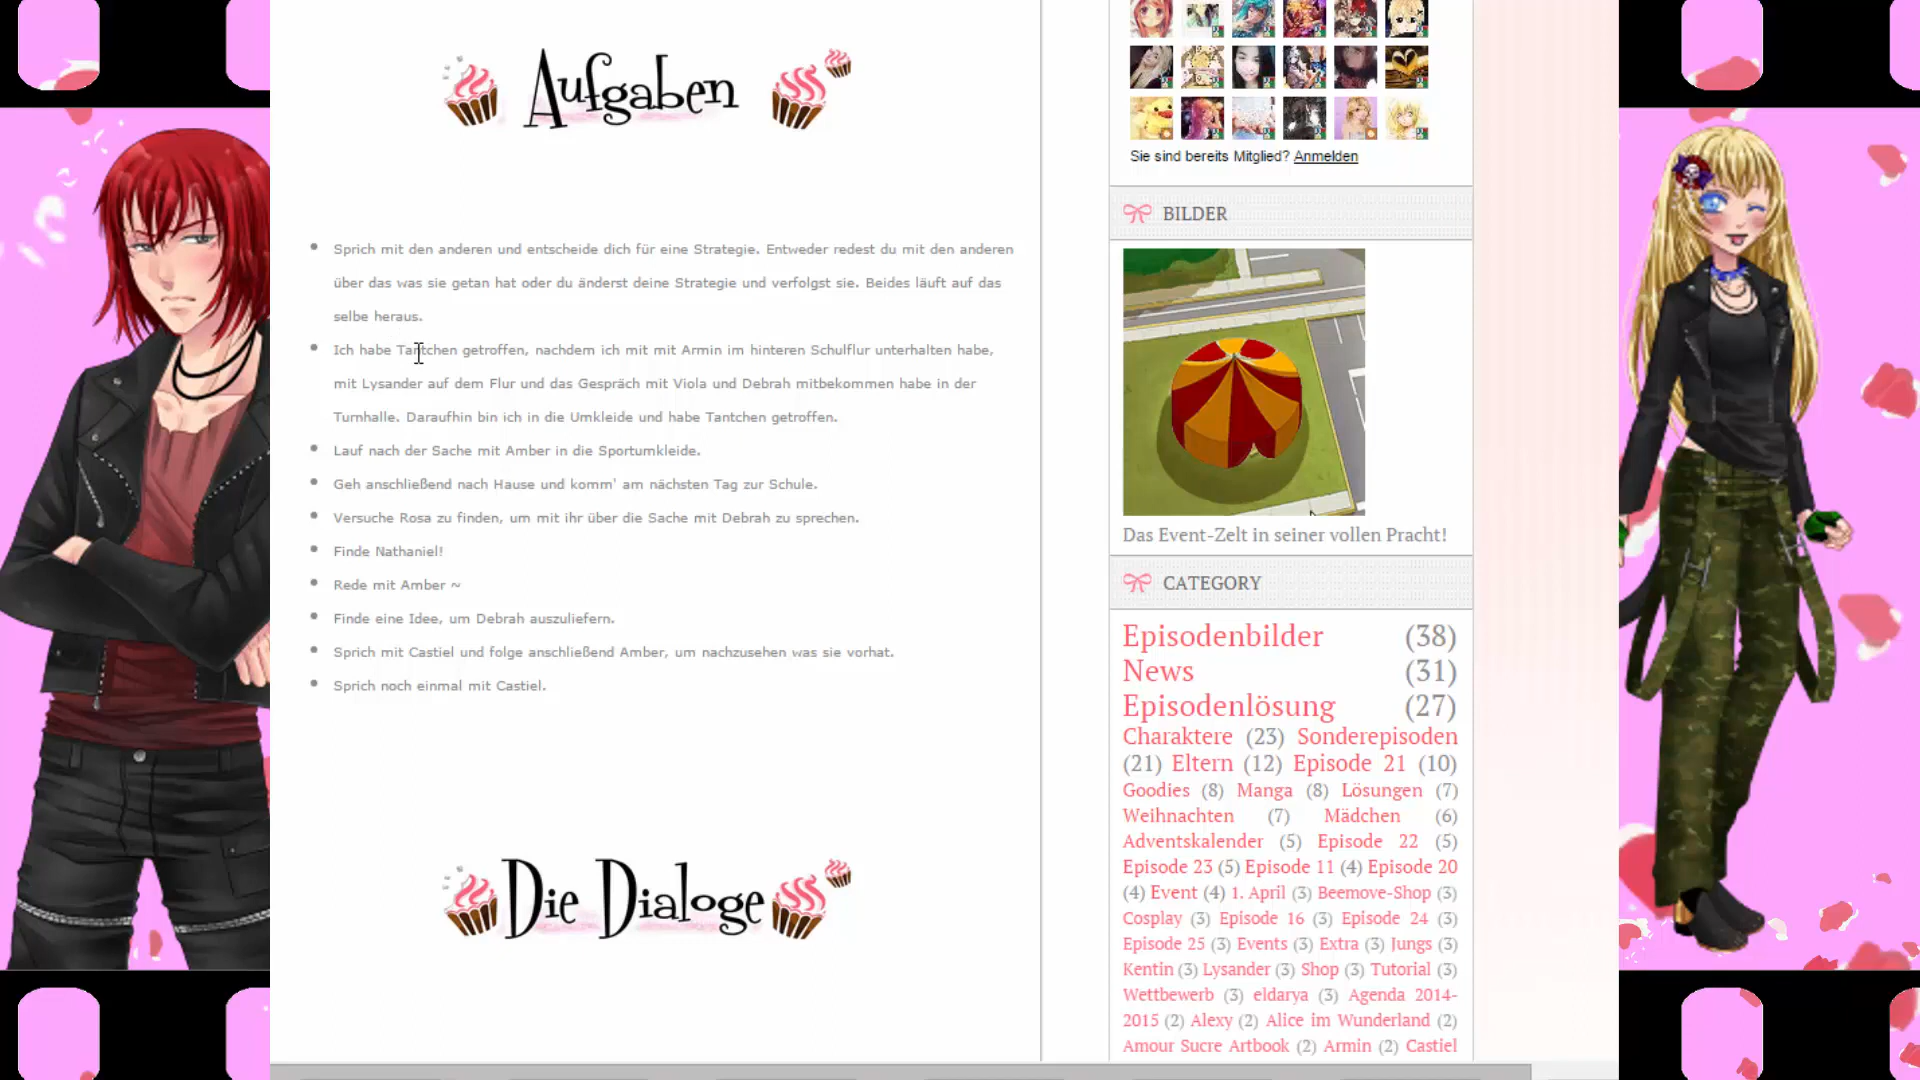 Aufgaben
Sprich mit den anderen und entscheide dich für eine Strategie. Entweder redest du mit den anderen
über das was sie getan hat oder du änderst deine Strategie und verfolgst sie. Beides läuft auf das
selbe heraus.
Ich habe Tantchen getroffen, nachdem ich mit mit Armin im hinteren Schulflur unterhalten habe,
mit Lysander auf dem Flur und das Gespräch mit Viola und Debrah mitbekommen habe in der
Turnhalle. Daraufhin bin ich in die Umkleide und habe Tantchen getroffen.
Lauf nach der Sache mit Amber in die Sportumkleide.
Geh anschließend nach Hause und komm' am nächsten Tag zur Schule.
Versuche Rosa zu finden, um mit ihr über die Sache mit Debrah zu sprechen.
Finde Nathaniel!
Rede mit Amber ~
Finde eine Idee, um Debrah auszuliefern.
Sprich mit Castiel und folge anschließend Amber, um nachzusehen was sie vorhat.
Sprich noch einmal mit Castiel.
Die Dialoge
Sie sind bereits Mitglied? Anmelden
BILDER
Das Event-Zelt in seiner vollen Pracht!
CATEGORY
Episodenbilder (38)
News (31)
Episodenlösung (27)
Charaktere (23) Sonderepisoden
(21) Eltern (12) Episode 21 (10)
Goodies (8) Manga (8) Lösungen (7)
Weihnachten (7) Mädchen (6)
Adventskalender (5) Episode 22 (5)
Episode 23 (5) Episode 11 (4) Episode 20
(4) Event (4) 1. April (3) Beemove-Shop (3)
Cosplay (3) Episode 16 (3) Episode 24 (3)
Episode 25 (3) Events (3) Extra (3) Jungs (3)
Kentin (3) Lysander (3) Shop (3) Tutorial (3)
Wettbewerb (3) eldarya (3) Agenda 2014-
2015 (2) Alexy (2) Alice im Wunderland (2)
Amour Sucre Artbook (2) Armin (2) Castiel